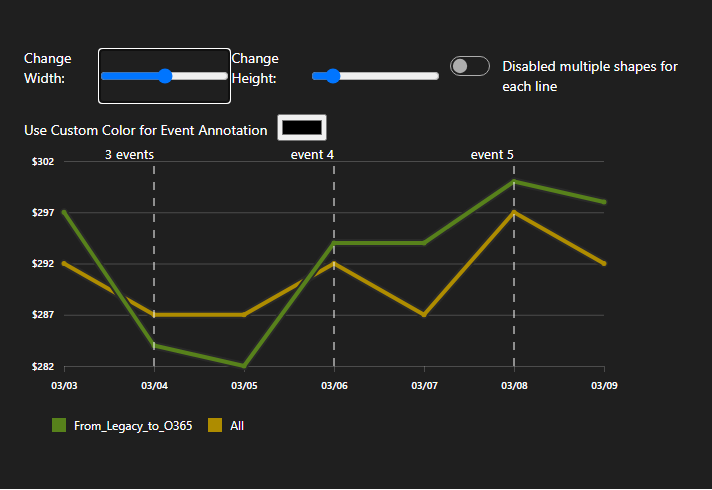 Change Width:
Change Height:
Disabled multiple shapes for each line
Use Custom Color for Event Annotation
3 events
event 4
event 5
$302
$297
$292
$287
$282
03/03
03/04
03/05
03/06
03/07
03/08
03/09
From_Legacy_to_O365
All